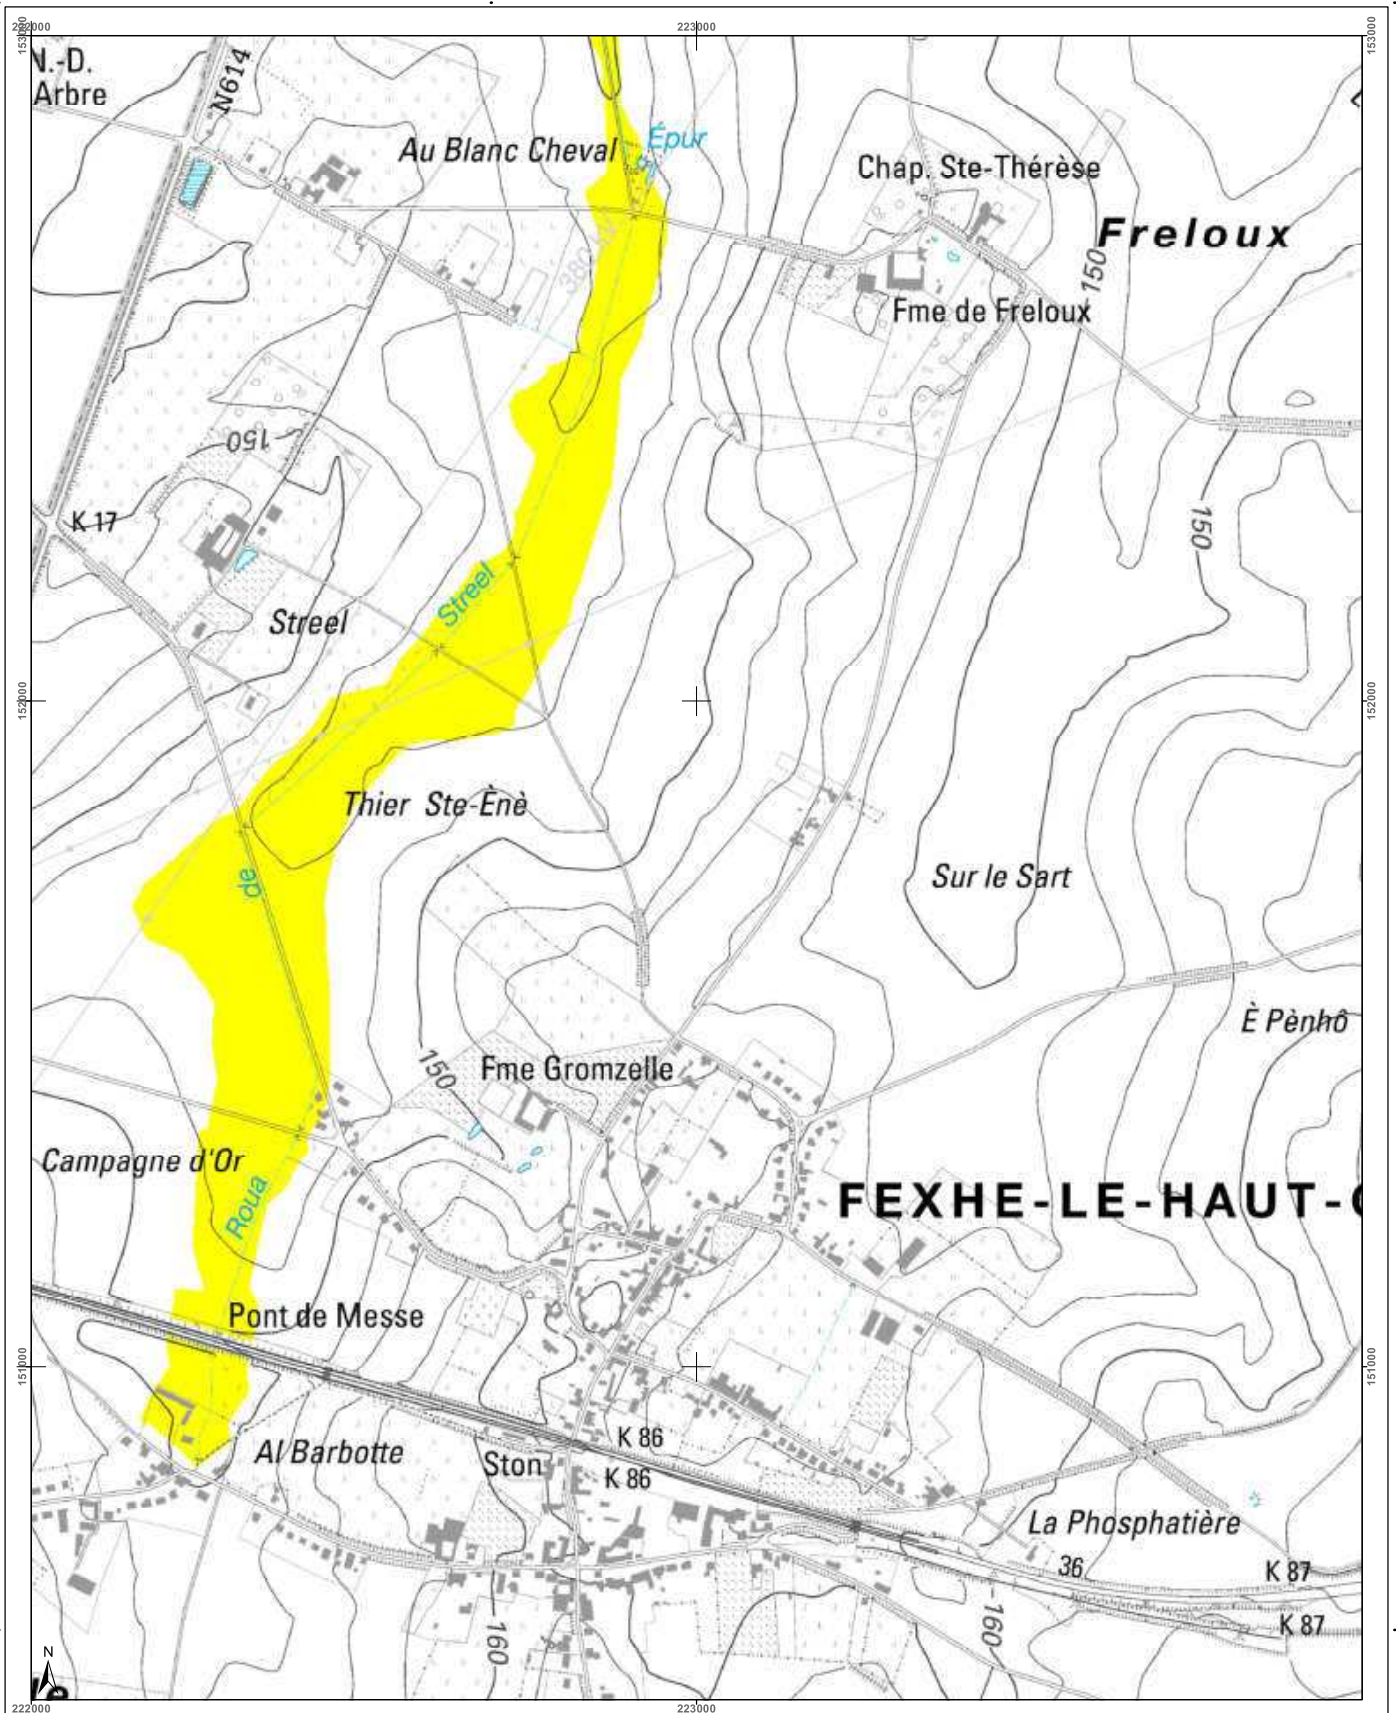 222000
223000
153000
153000
N.-D.
Arbre
N614
Au Blanc Cheval
Épur
Chap. Ste-Thérèse
Freloux
150
380
Fme de Freloux
150
K 17
150
Streel
Streel
152000
152000
Thier Ste-Ènè
de
Sur le Sart
È Pènhô
150
Fme Gromzelle
Campagne d'Or
Roua
FEXHE-LE-HAUT-C
Pont de Messe
151000
151000
Al Barbotte
Ston
K 86
K 86
La Phosphatière
36
K 87
K 87
160
160
N
le
222000
223000